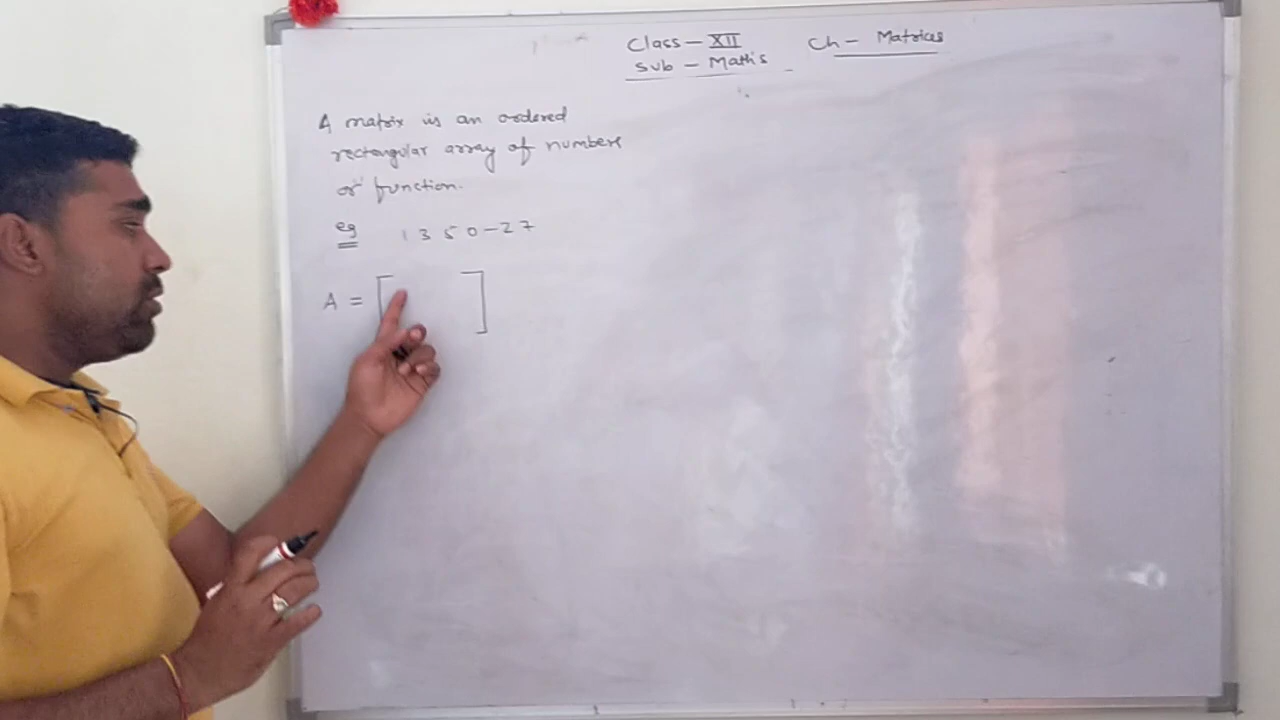 Class - XII Ch - Matrices
Sub - Maths
A matrix is an ordered
rectangular array of numbers
or function.
eg 1 3 5 0 -2 7
A = [ ]